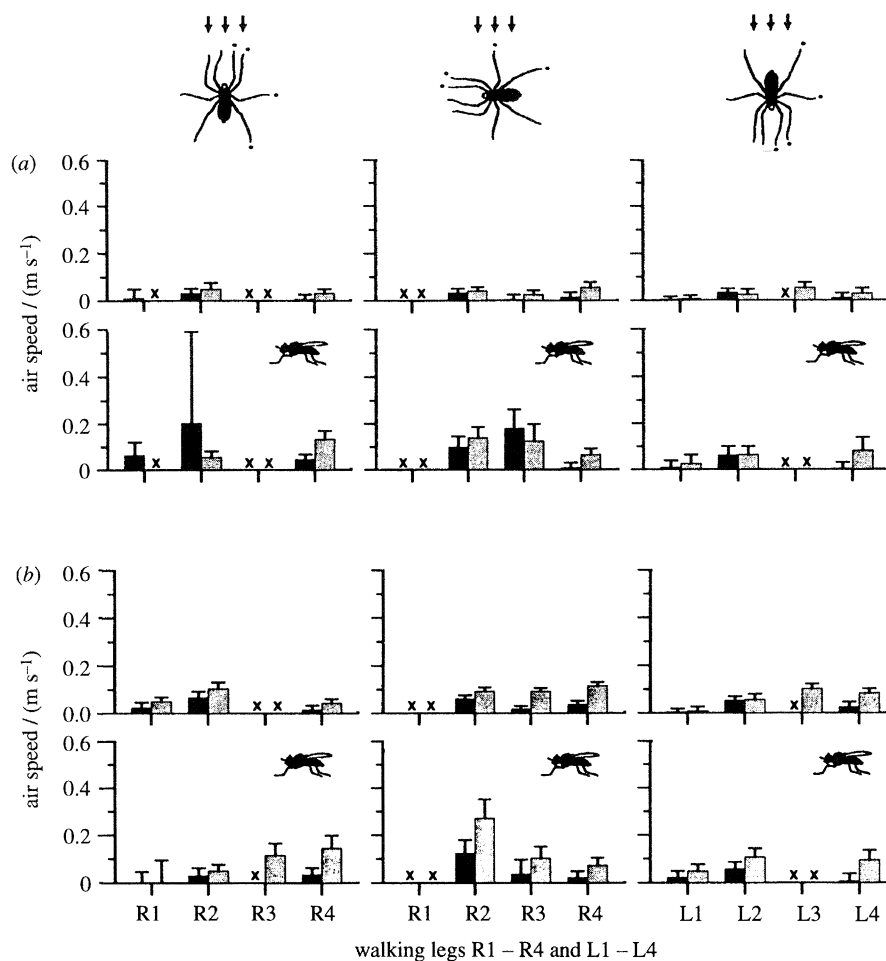 (a)
0.6
0.4
0.2
0
x
x x
x x
x
0.6
0.4
0.2
0
x
x x
x x
x x
air speed / (m s⁻¹)
(b)
0.6
0.4
0.2
0.0
x x
x x
x
0.6
0.4
0.2
0
x
x x
x x
air speed / (m s⁻¹)
R1 R2 R3 R4 R1 R2 R3 R4 L1 L2 L3 L4
walking legs R1 – R4 and L1 – L4